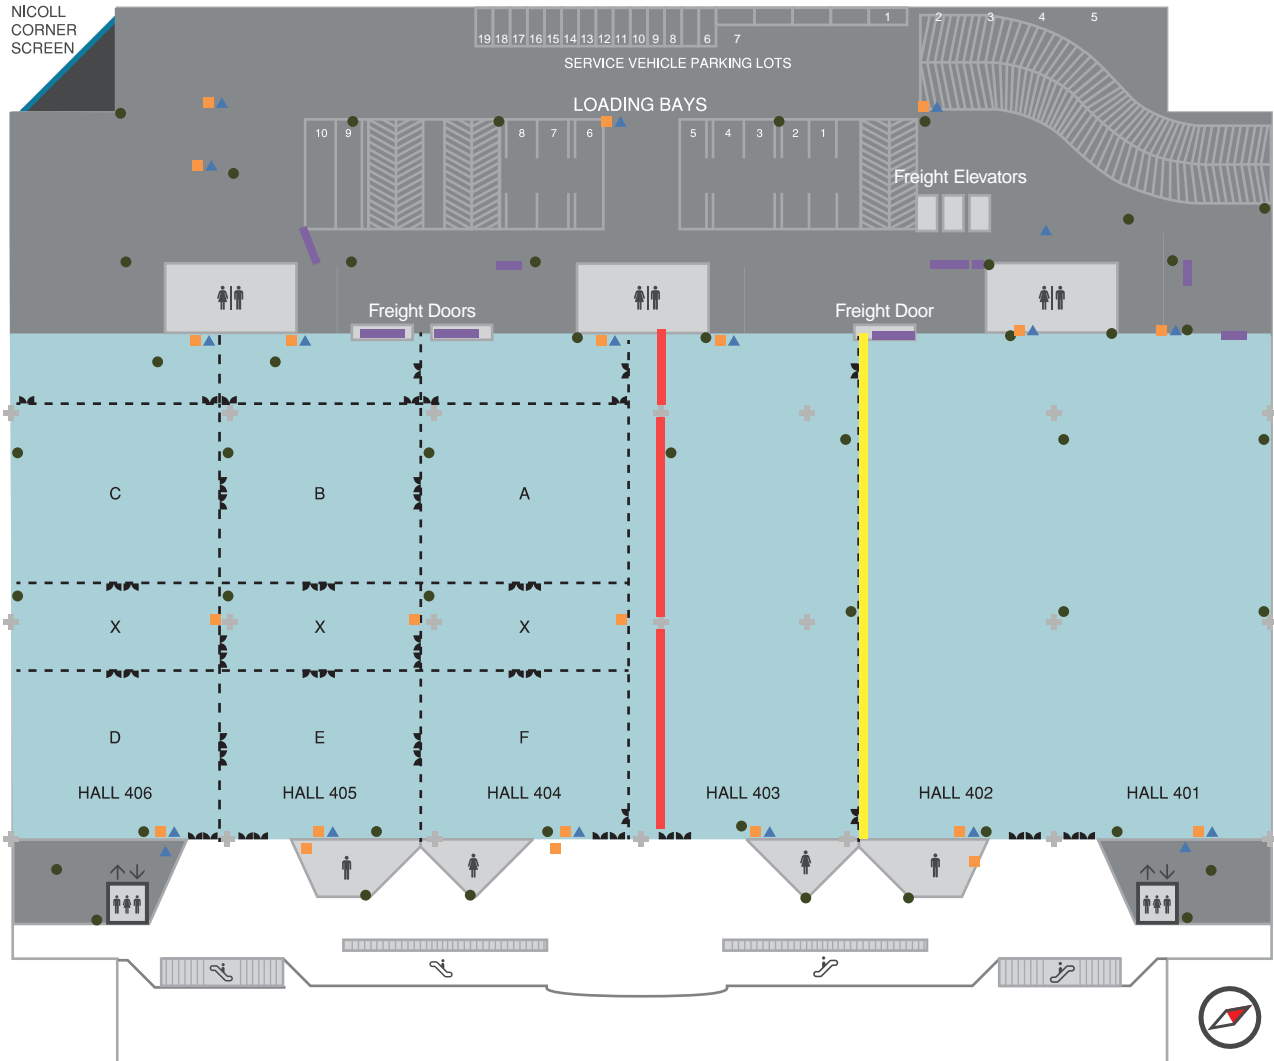 NICOLL
CORNER
SCREEN
1 2 3 4 5
19 18 17 16 15 14 13 12 11 10 9 8 6 7
SERVICE VEHICLE PARKING LOTS
LOADING BAYS
10 9 8 7 6 5 4 3 2 1
Freight Elevators
Freight Doors
Freight Door
C B A
X X X
D E F
HALL 406 HALL 405 HALL 404 HALL 403 HALL 402 HALL 401